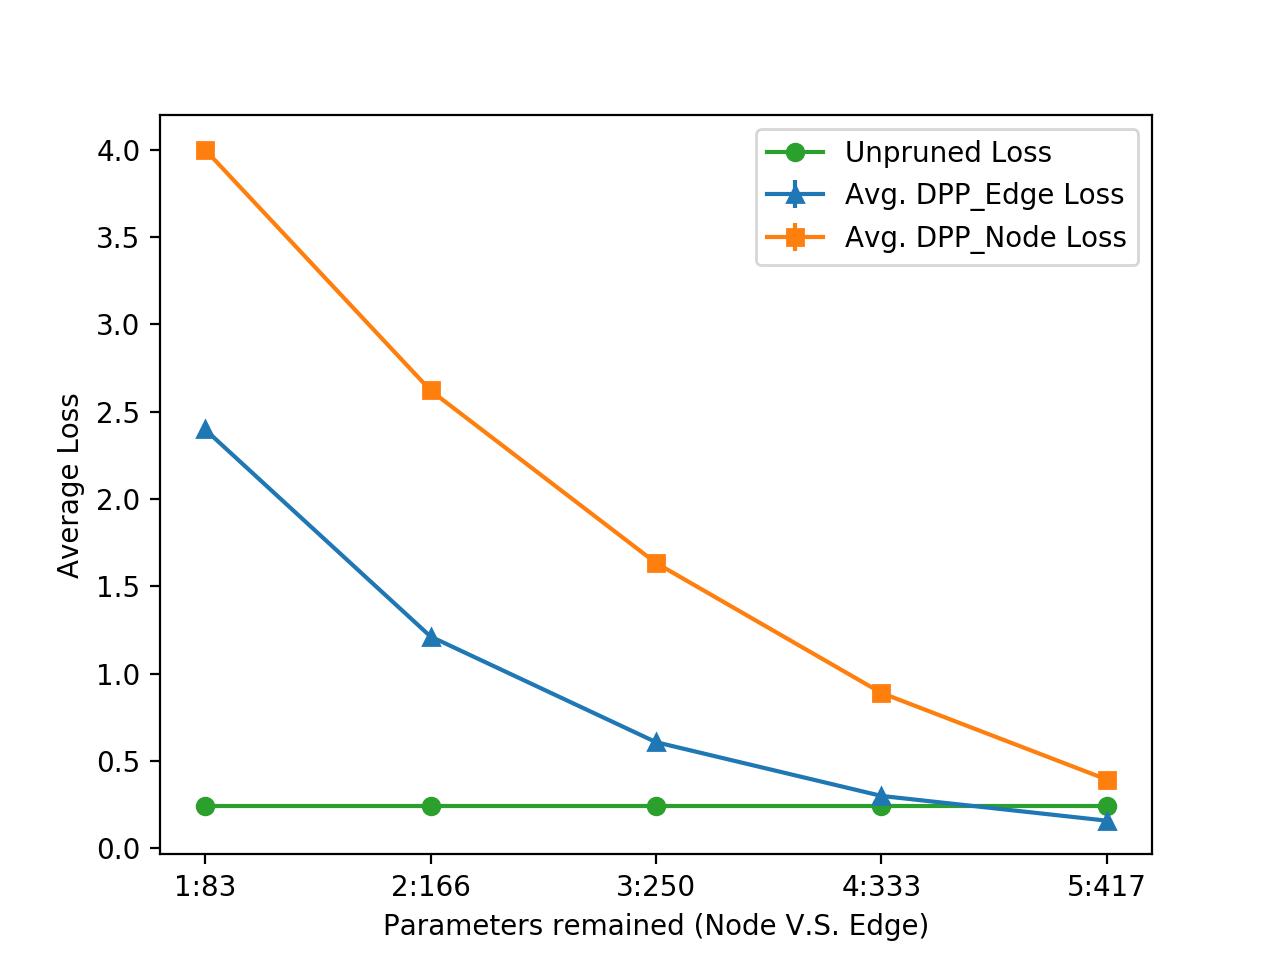 Unpruned Loss
Avg. DPP_Edge Loss
Avg. DPP_Node Loss
Average Loss
4.0
3.5
3.0
2.5
2.0
1.5
1.0
0.5
0.0
1:83 2:166 3:250 4:333 5:417
Parameters remained (Node V.S. Edge)